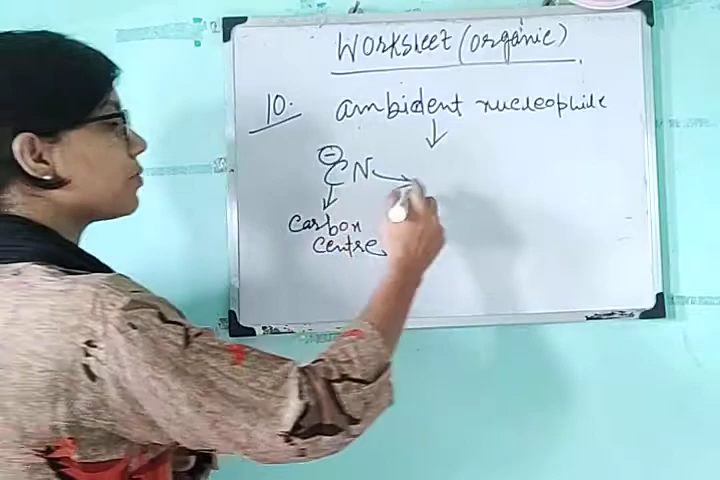 Worksheet (organic)
10. ambident nucleophile
⊖
CN
Carbon
Centre